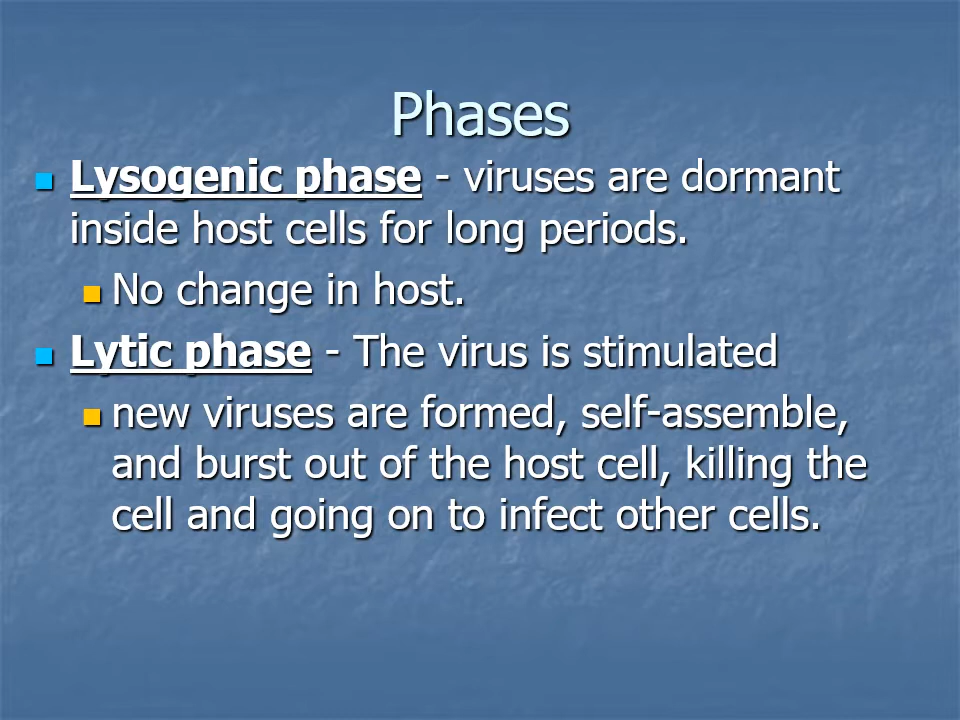 Phases
Lysogenic phase - viruses are dormant
inside host cells for long periods.
No change in host.
Lytic phase - The virus is stimulated
new viruses are formed, self-assemble,
and burst out of the host cell, killing the
cell and going on to infect other cells.